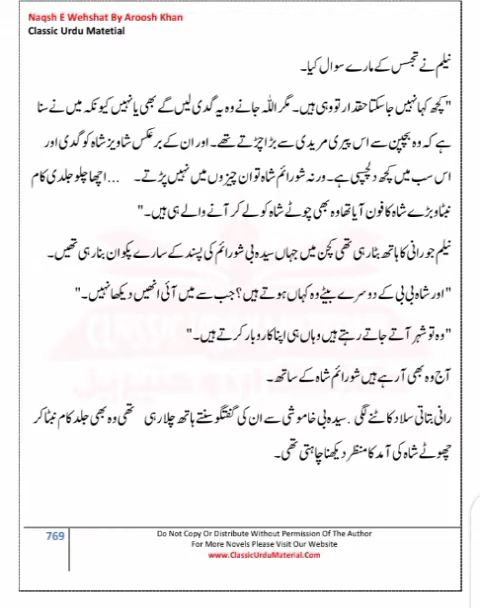 Naqsh E Wehshat By Aroosh Khan
Classic Urdu Matetial
نیلم نے تجسس کے مارے سوال کیا۔
"کچھ کہا نہیں جا سکتا حقدار تو وہی ہیں۔ مگر اللہ جانے وہ یہ گدی لیں گے بھی یا نہیں کیونکہ میں نے سنا
ہے کہ وہ بچپن سے اس پیری مریدی سے بڑا چڑتے تھے۔ اور ان کے برعکس شاویز شاہ کو گدی اور
اس سب میں کچھ دلچسپی ہے۔ ورنہ شورائم شاہ تو ان چیزوں میں نہیں پڑتے۔ ... اچھا چلو جلدی کام
نبٹاو بڑے شاہ کا فون آیا تھا وہ بھی چوٹے شاہ کو لے کر آنے والے ہی ہیں۔"
نیلم جو رانی کا ہاتھ بٹا رہی تھی کچن میں جہاں سیدہ بی شورائم کی پسند کے سارے پکوان بنا رہی تھیں۔
"اور شاہ بی بی کے دوسرے بیٹے وہ کہاں ہوتے ہیں؟ جب سے میں آئی انھیں دیکھا نہیں۔"
"وہ تو شہر آتے جاتے رہتے ہیں وہاں ہی اپنا کاروبار کرتے ہیں۔"
آج وہ بھی آ رہے ہیں شورائم شاہ کے ساتھ۔
رانی بتاتی سلاد کاٹنے لگی . سیدہ بی خاموشی سے ان کی گفتگو سنتے ہاتھ چلا رہی تھی وہ بھی جلد کام نبٹا کر
چھوٹے شاہ کی آمد کا منظر دیکھنا چاہتی تھی۔
769
Do Not Copy Or Distribute Without Permission Of The Author
For More Novels Please Visit Our Website
www.ClassicUrduMaterial.Com